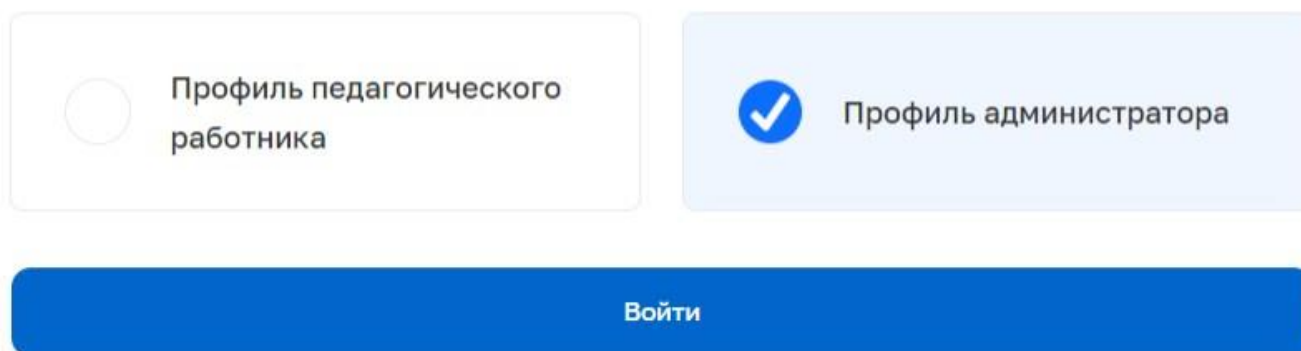 Профиль педагогического
работника
Профиль администратора
Войти